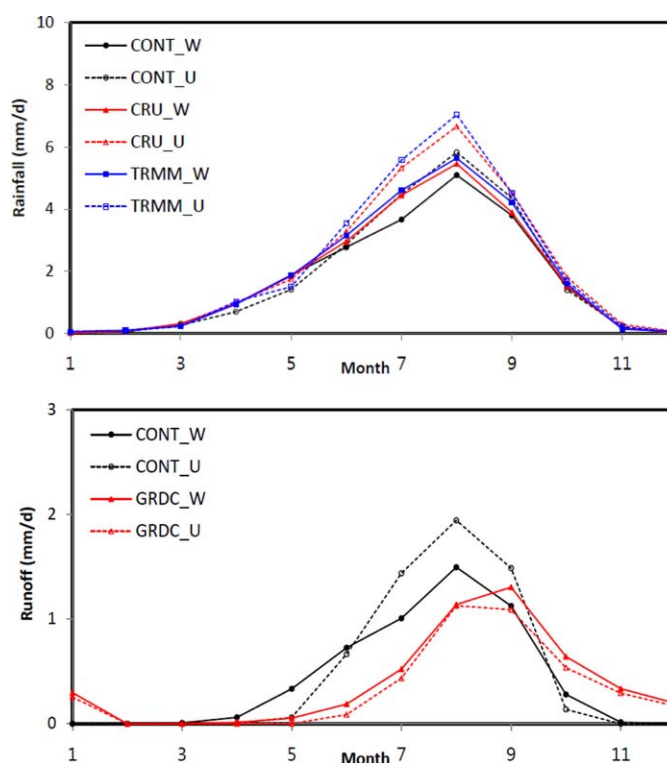 10
8
6
4
2
0
Rainfall (mm/d)
CONT_W
CONT_U
CRU_W
CRU_U
TRMM_W
TRMM_U
1 3 5 7 9 11
Month
3
2
1
0
Runoff (mm/d)
CONT_W
CONT_U
GRDC_W
GRDC_U
1 3 5 7 9 11
Month